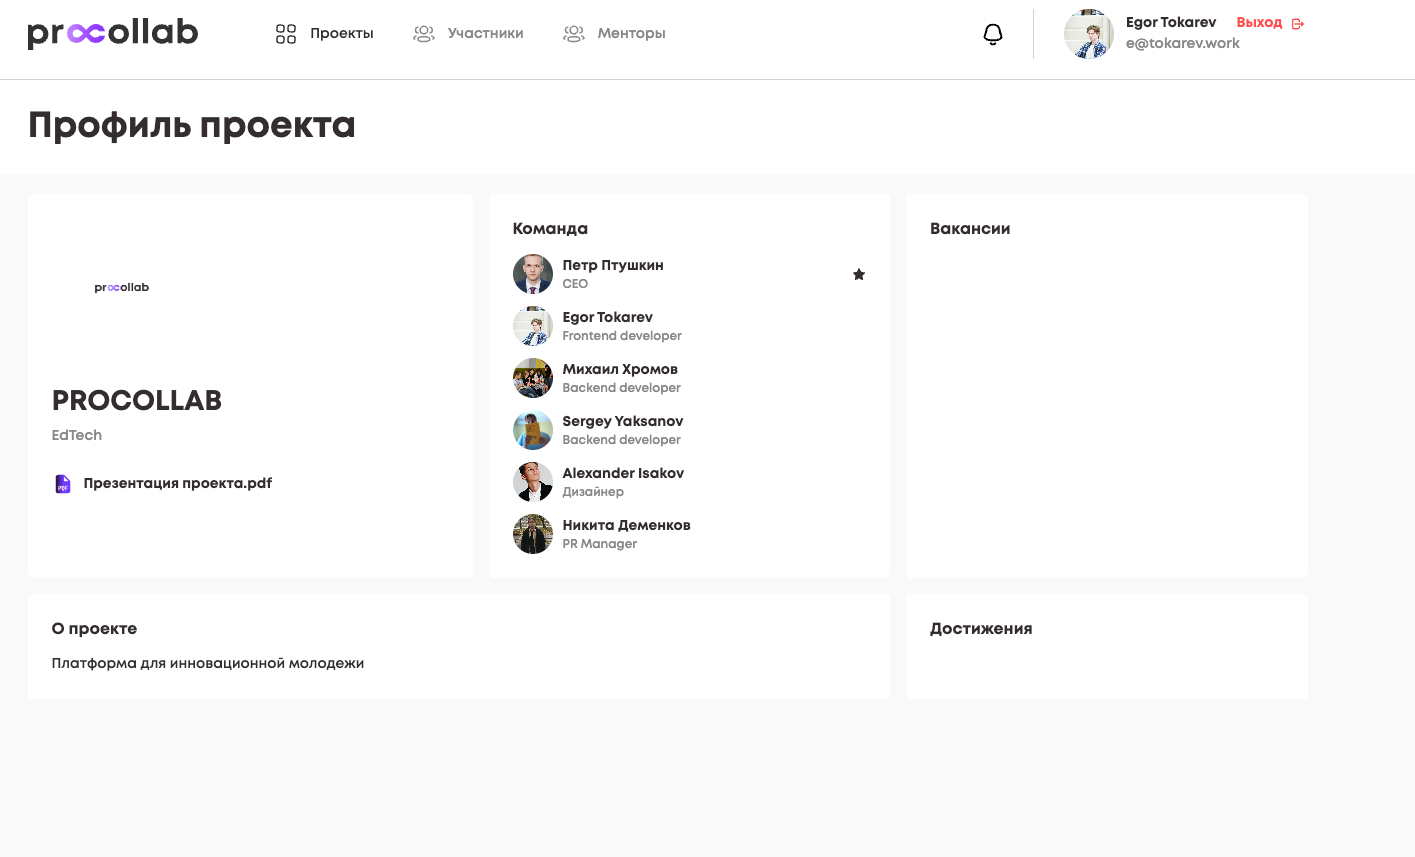 procollab
Проекты
Участники
Менторы
Egor Tokarev
Выход
e@tokarev.work
Профиль проекта
procollab
PROCOLLAB
EdTech
PDF
Презентация проекта.pdf
Команда
Петр Птушкин
CEO
Egor Tokarev
Frontend developer
Михаил Хромов
Backend developer
Sergey Yaksanov
Backend developer
Alexander Isakov
Дизайнер
Никита Деменков
PR Manager
Вакансии
О проекте
Платформа для инновационной молодежи
Достижения